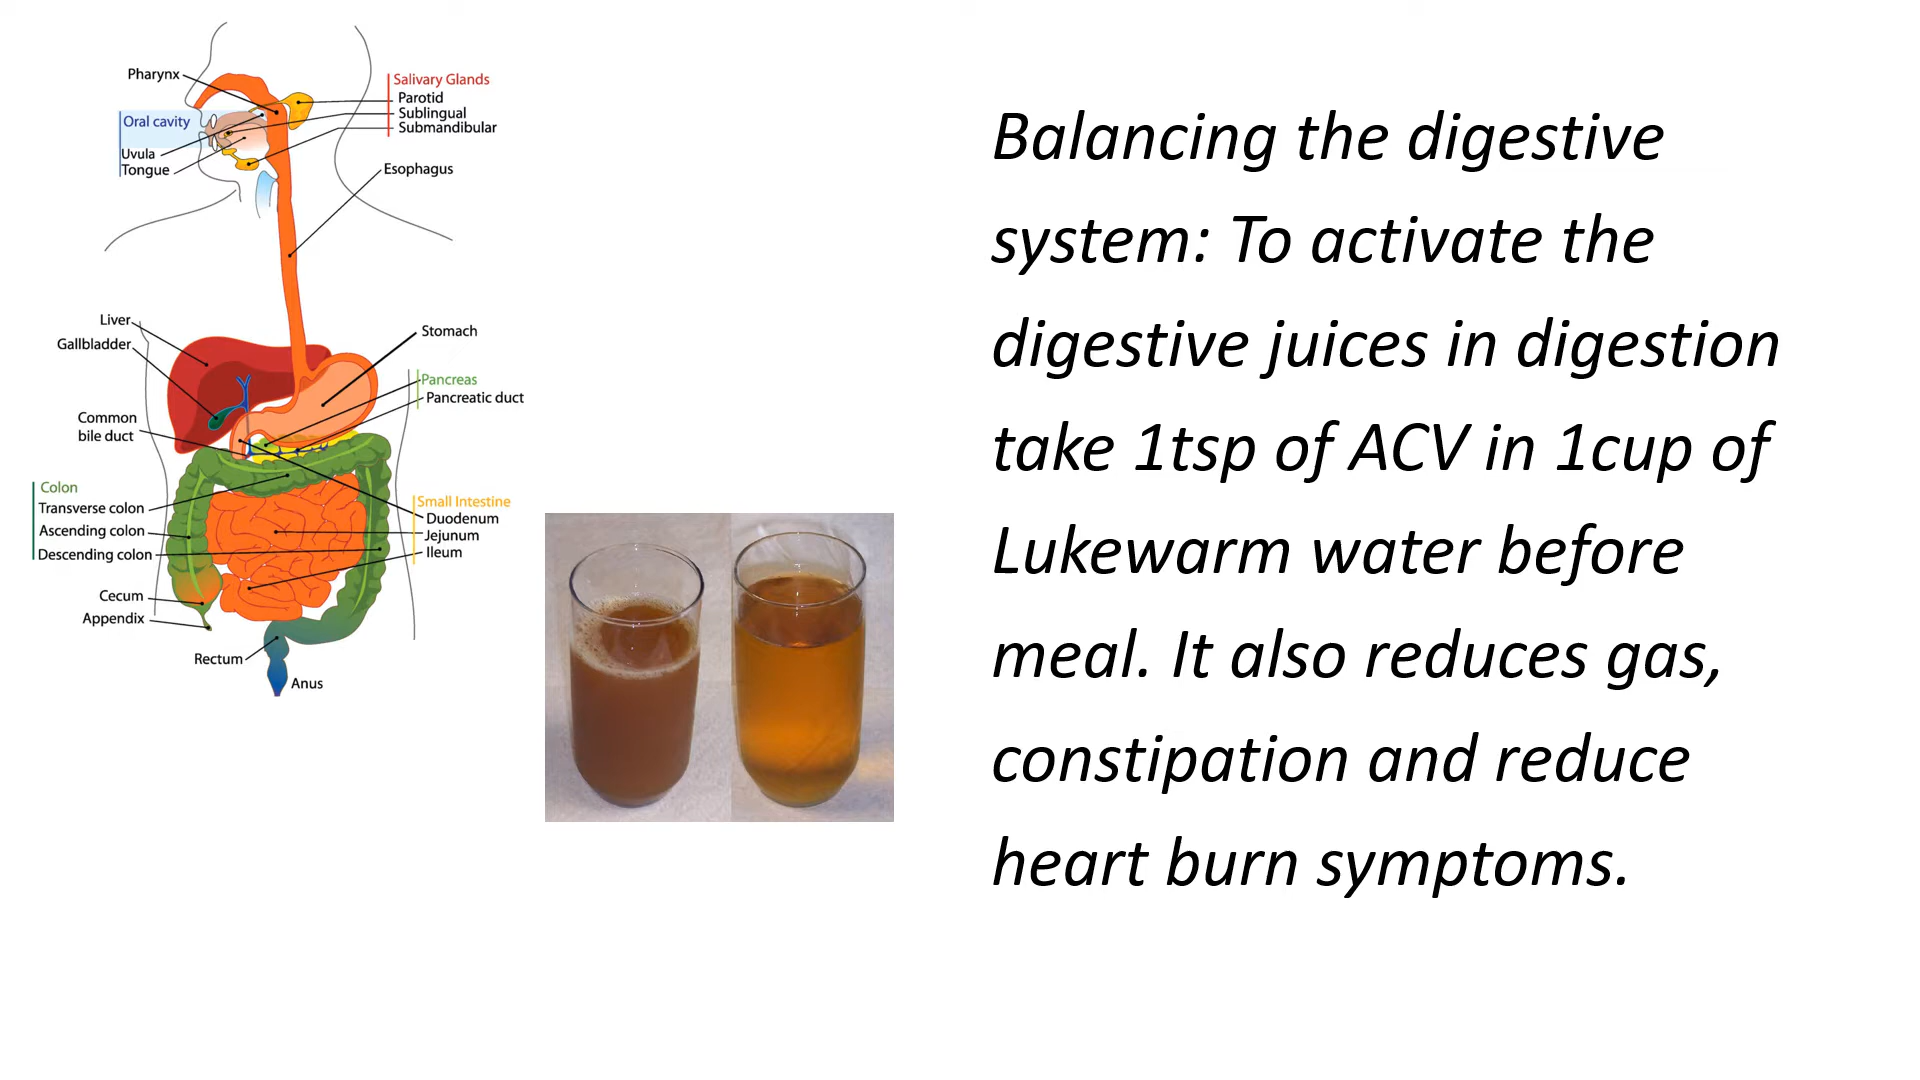 Pharynx
Salivary Glands
Parotid
Sublingual
Submandibular
Oral cavity
Uvula
Tongue
Esophagus
Liver
Gallbladder
Stomach
Pancreas
Pancreatic duct
Common
bile duct
Colon
Transverse colon
Ascending colon
Descending colon
Small Intestine
Duodenum
Jejunum
Ileum
Cecum
Appendix
Rectum
Anus
Balancing the digestive
system: To activate the
digestive juices in digestion
take 1tsp of ACV in 1cup of
Lukewarm water before
meal. It also reduces gas,
constipation and reduce
heart burn symptoms.